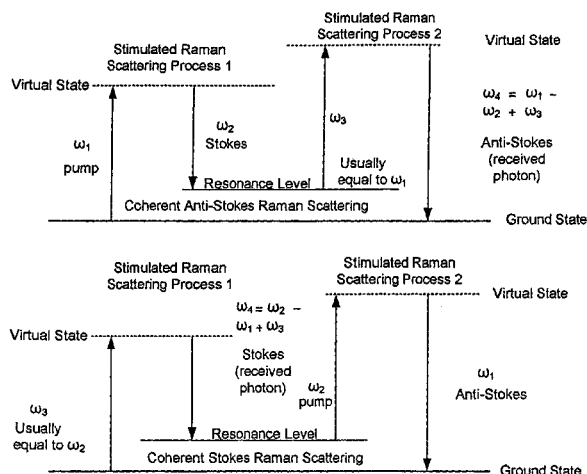 Stimulated Raman
Scattering Process 2
Virtual State
Stimulated Raman
Scattering Process 1
Virtual State
ω₁
pump
ω₂
Stokes
ω₃
ω₄ = ω₁ –
ω₂ + ω₃
Anti-Stokes
(received
photon)
Usually
equal to ω₁
Resonance Level
Coherent Anti-Stokes Raman Scattering
Ground State
Stimulated Raman
Scattering Process 1
Stimulated Raman
Scattering Process 2
Virtual State
ω₄ = ω₂ –
ω₁ + ω₃
Virtual State
Stokes
(received
photon)
ω₂
pump
ω₁
Anti-Stokes
ω₃
Usually
equal to ω₂
Resonance Level
Coherent Stokes Raman Scattering
Ground State